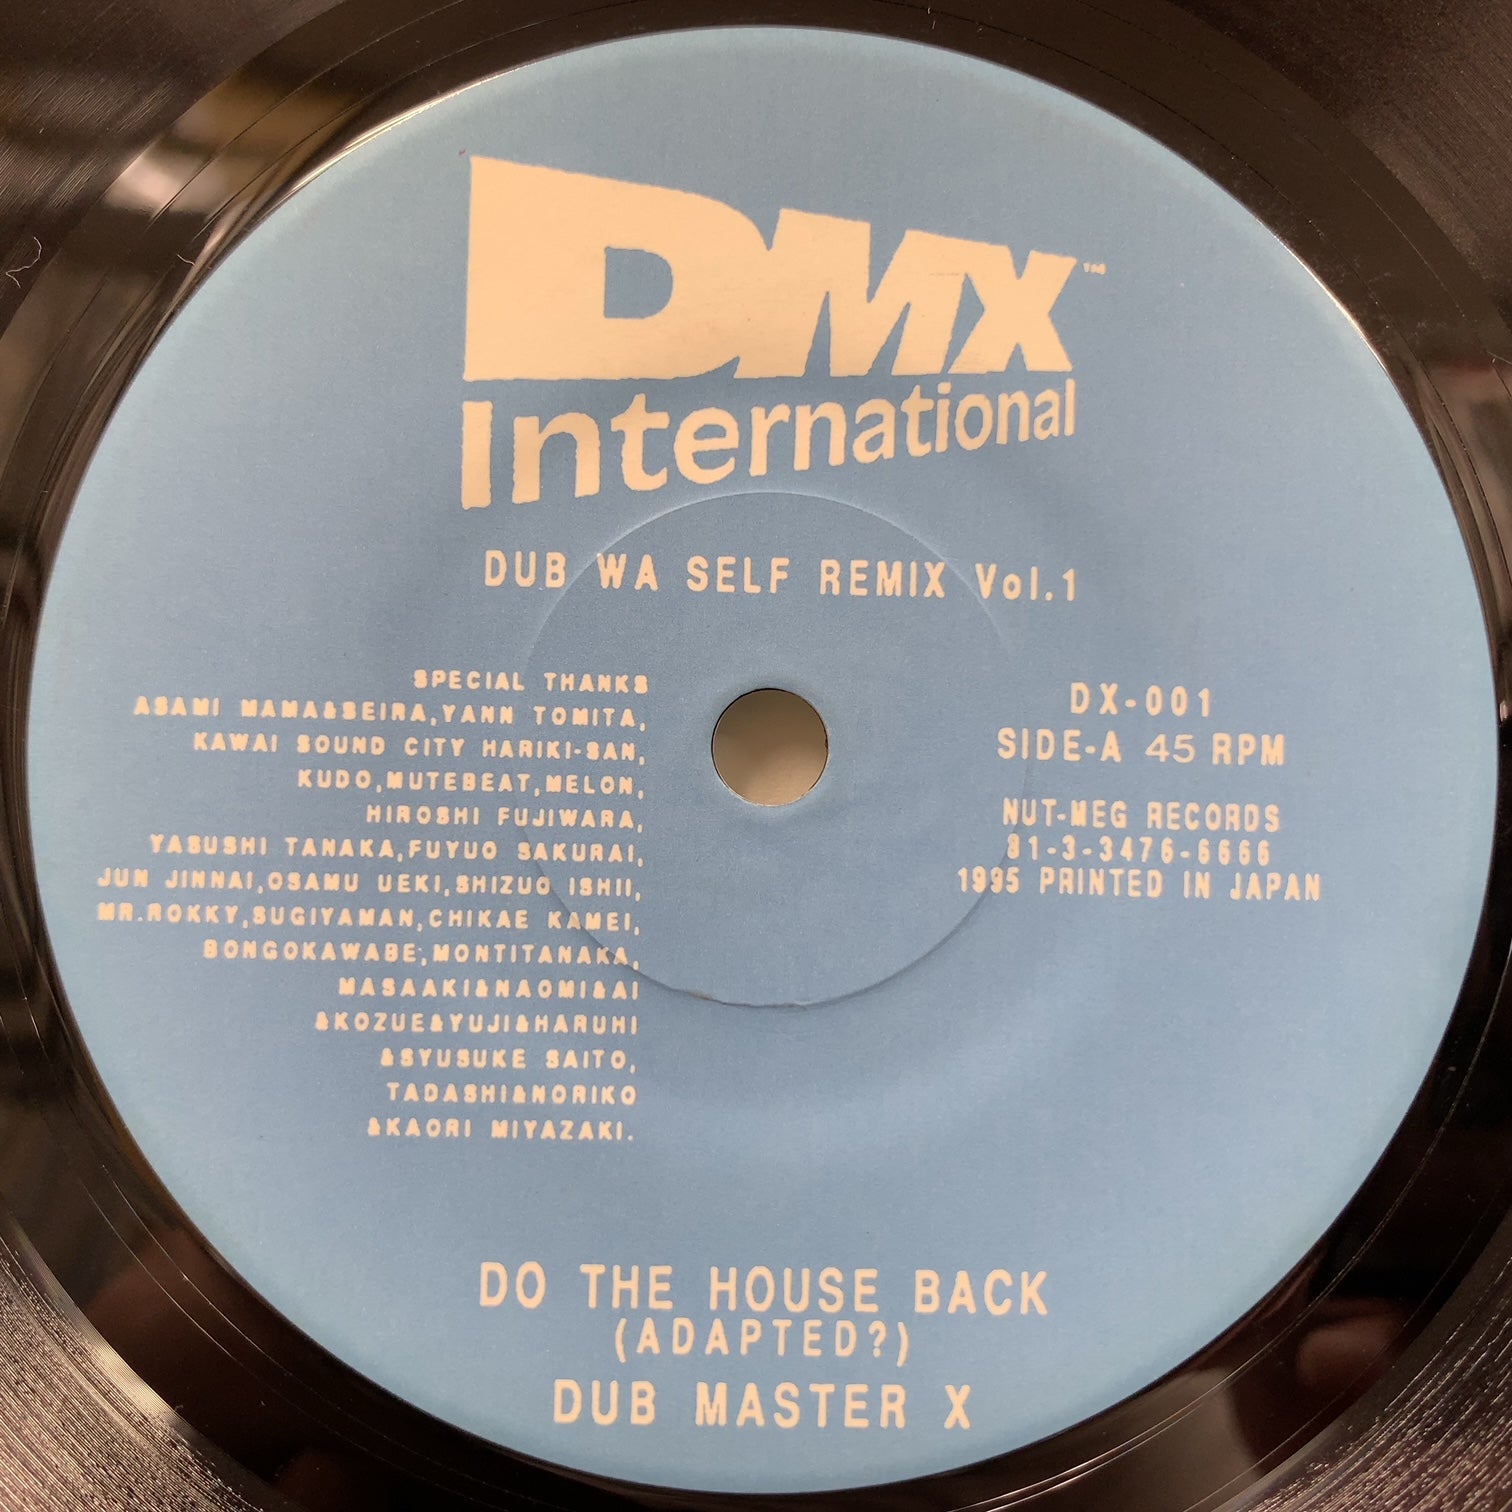 DMX™
International
DUB WA SELF REMIX Vol.1
SPECIAL THANKS
ASAMI MAMA&SEIRA,YANN TOMITA,
KAWAI SOUND CITY HARIKI-SAN,
KUDO,MUTEBEAT,MELON,
HIROSHI FUJIWARA,
YASUSHI TANAKA,FUYUO SAKURAI,
JUN JINNAI,OSAMU UEKI,SHIZUO ISHII,
MR.ROKKY,SUGIYAMAN,CHIKAE KAMEI,
BONGOKAWABE,MONTITANAKA,
MASAAKI&NAOMI&AI
&KOZUE&YUJI&HARUHI
&SYUSUKE SAITO,
TADASHI&NORIKO
&KAORI MIYAZAKI.
DX-001
SIDE-A 45 RPM
NUT-MEG RECORDS
81-3-3476-6666
1995 PRINTED IN JAPAN
DO THE HOUSE BACK
(ADAPTED?)
DUB MASTER X